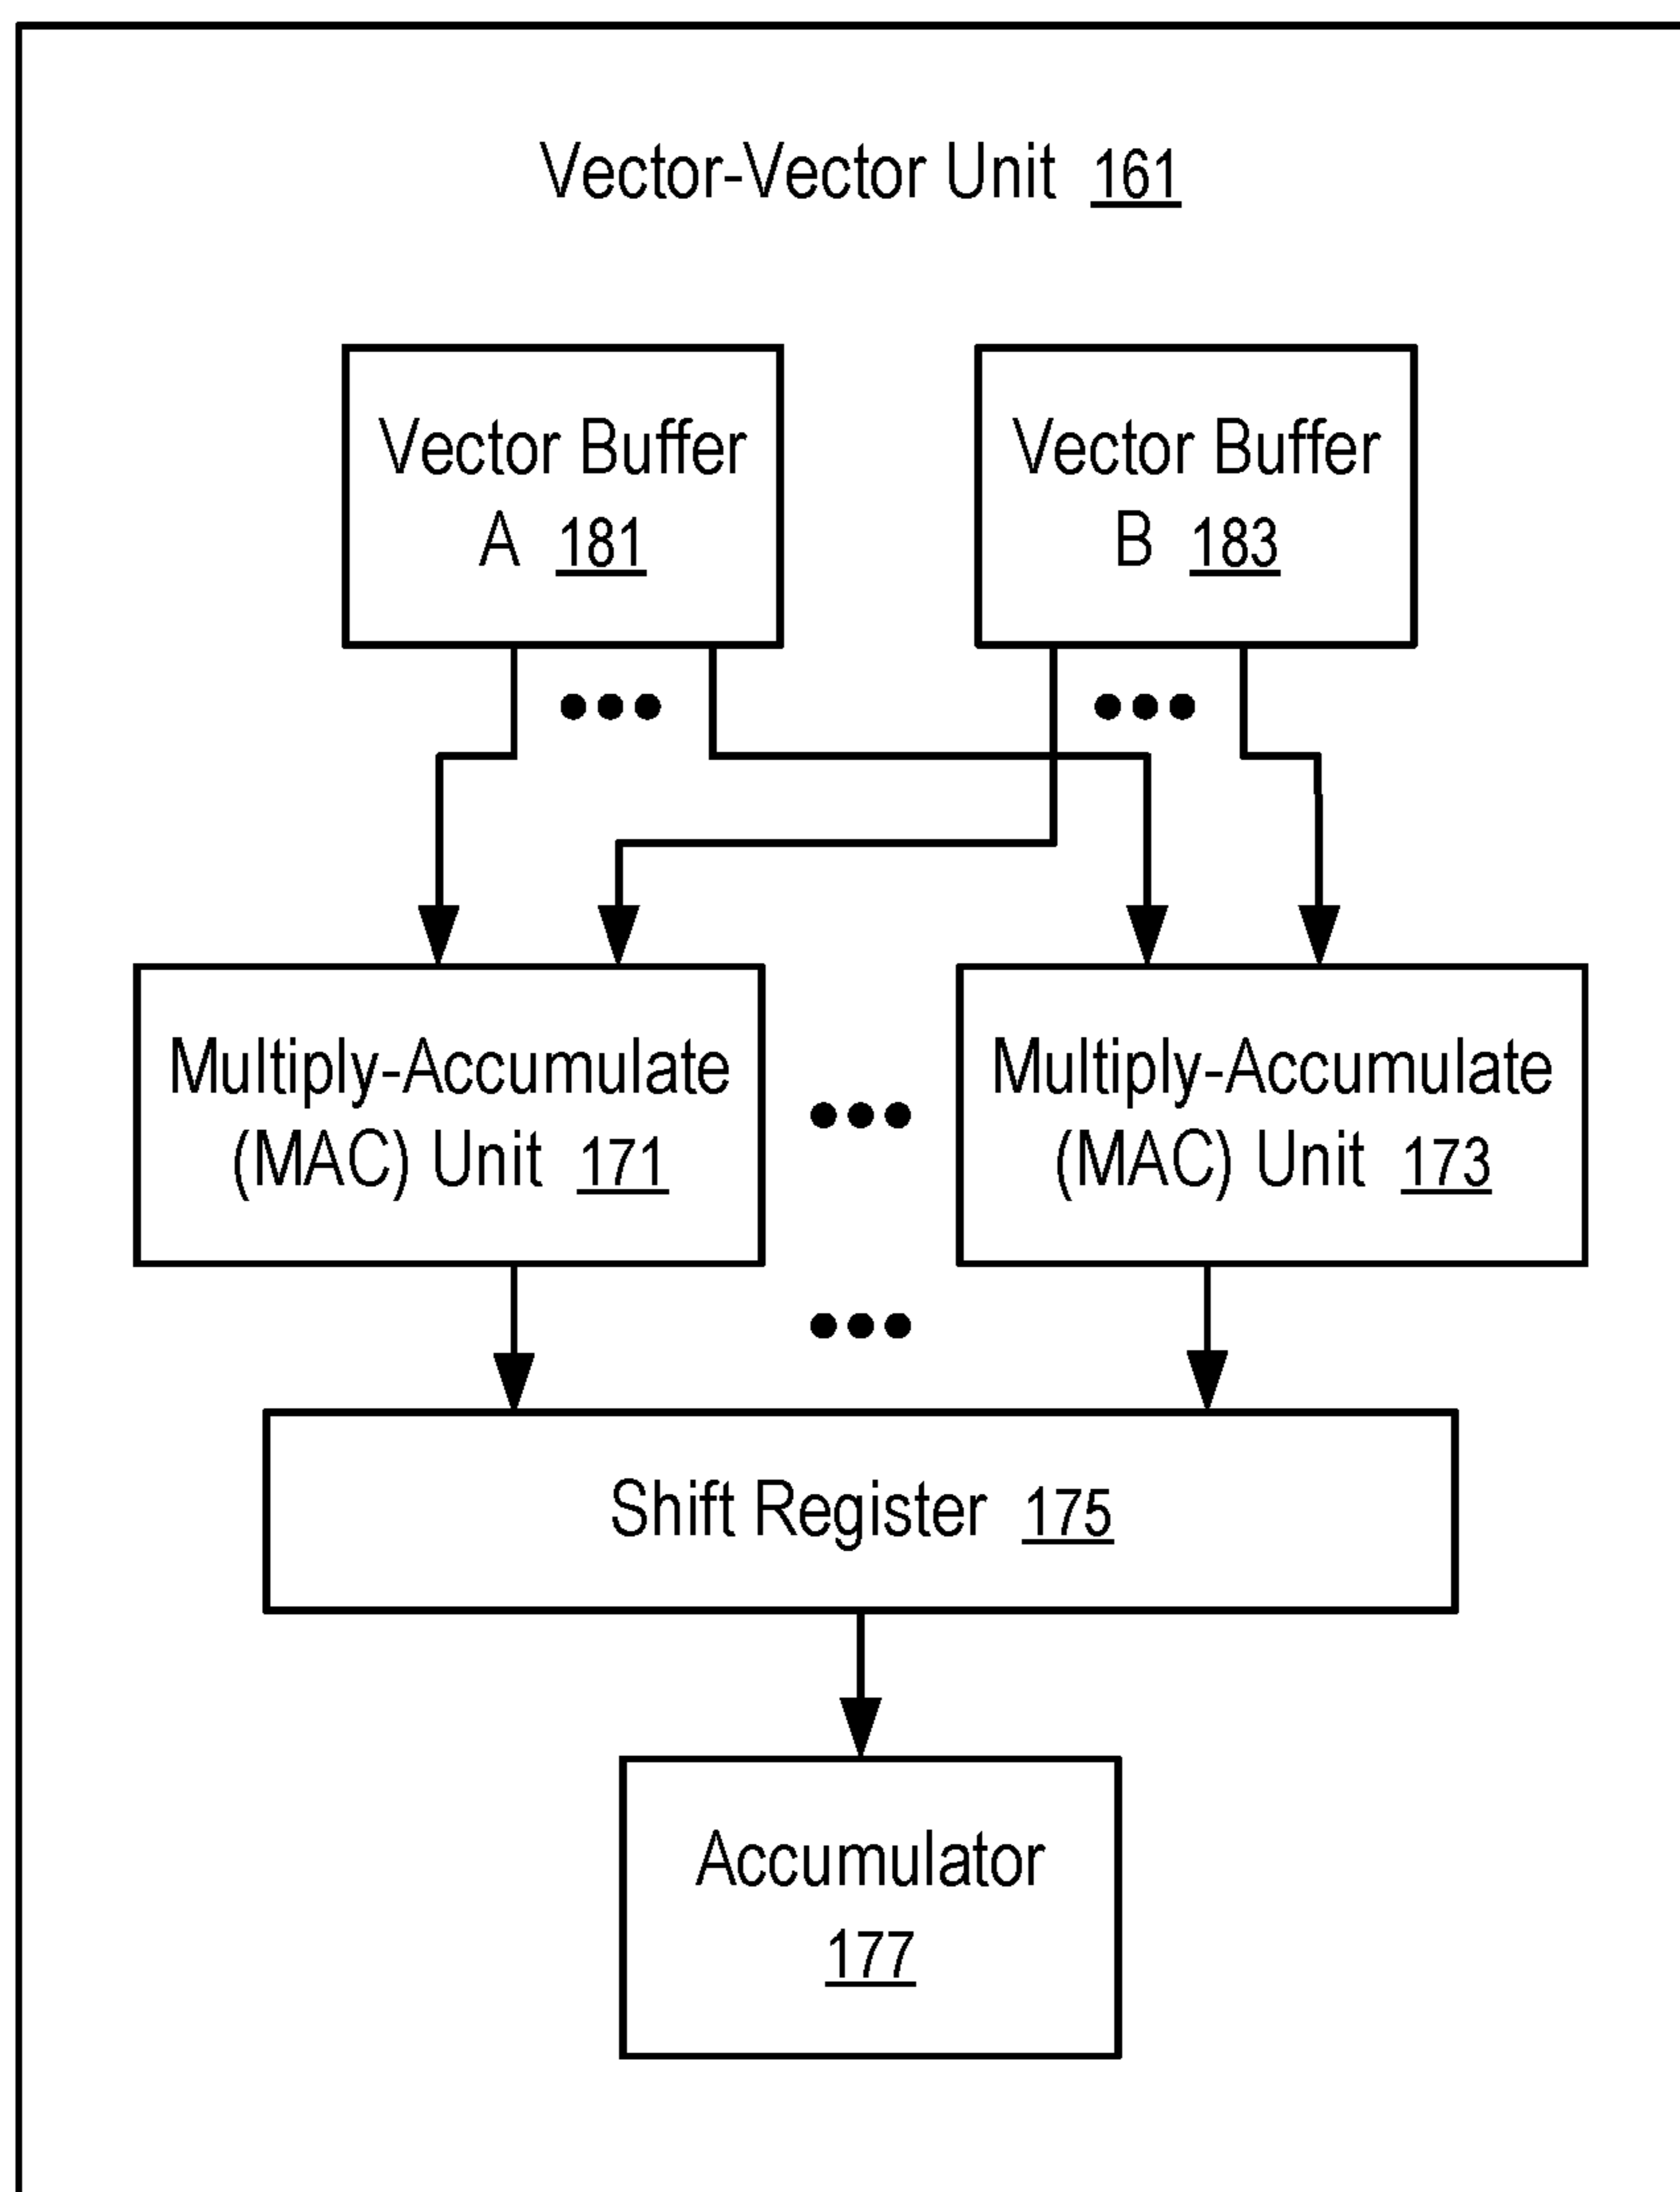 Vector-Vector Unit 161
Vector Buffer
A 181
Vector Buffer
B 183
Multiply-Accumulate
(MAC) Unit 171
Multiply-Accumulate
(MAC) Unit 173
Shift Register 175
Accumulator
177